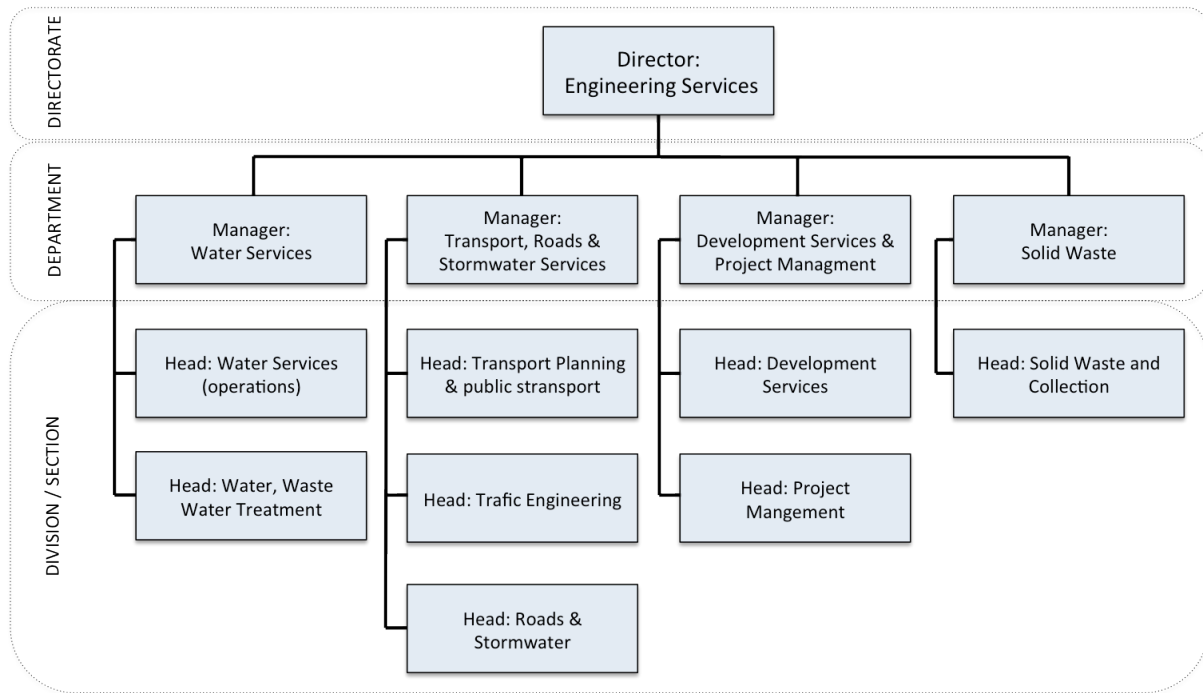 DIRECTORATE
Director:
Engineering Services
DEPARTMENT
Manager:
Water Services
Manager:
Transport, Roads &
Stormwater Services
Manager:
Development Services &
Project Managment
Manager:
Solid Waste
DIVISION / SECTION
Head: Water Services
(operations)
Head: Transport Planning
& public stransport
Head: Development
Services
Head: Solid Waste and
Collection
Head: Water, Waste
Water Treatment
Head: Trafic Engineering
Head: Project
Mangement
Head: Roads &
Stormwater